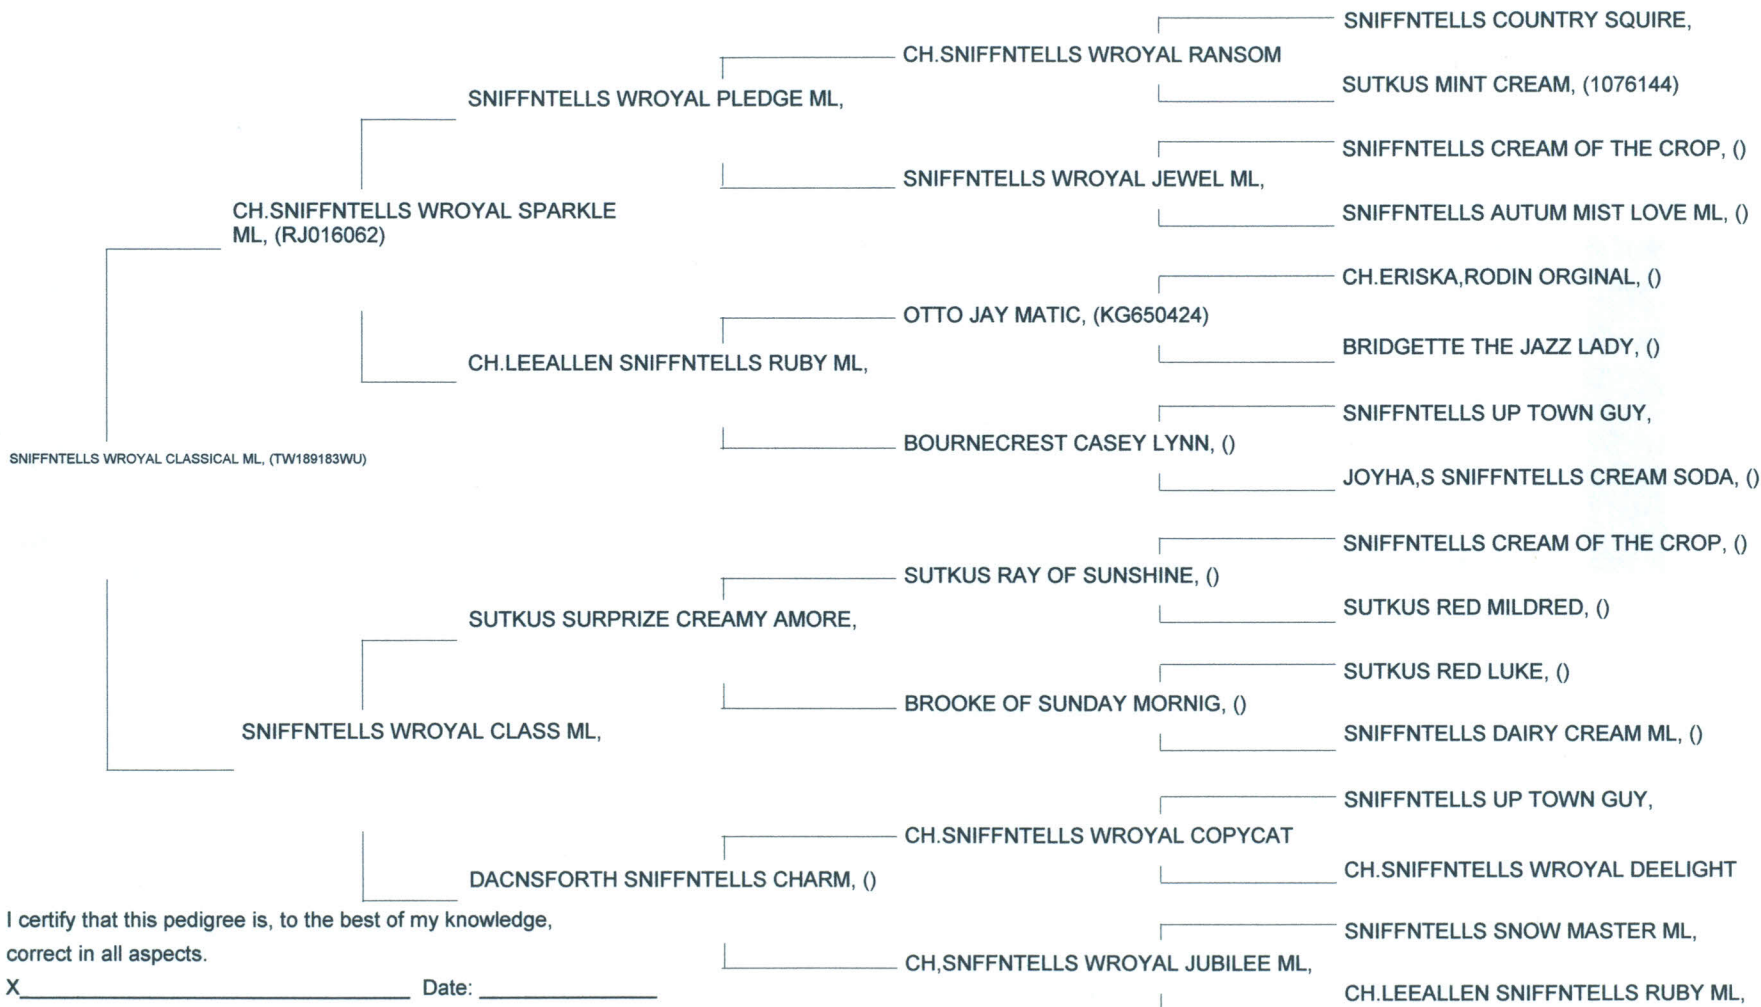 SNIFFNTELLS COUNTRY SQUIRE,
CH.SNIFFNTELLS WROYAL RANSOM
SUTKUS MINT CREAM, (1076144)
SNIFFNTELLS WROYAL PLEDGE ML,
SNIFFNTELLS CREAM OF THE CROP, ()
SNIFFNTELLS WROYAL JEWEL ML,
SNIFFNTELLS AUTUM MIST LOVE ML, ()
CH.SNIFFNTELLS WROYAL SPARKLE
ML, (RJ016062)
CH.ERISKA,RODIN ORGINAL, ()
OTTO JAY MATIC, (KG650424)
BRIDGETTE THE JAZZ LADY, ()
CH.LEEALLEN SNIFFNTELLS RUBY ML,
SNIFFNTELLS UP TOWN GUY,
BOURNECREST CASEY LYNN, ()
JOYHA,S SNIFFNTELLS CREAM SODA, ()
SNIFFNTELLS WROYAL CLASSICAL ML, (TW189183WU)
SNIFFNTELLS CREAM OF THE CROP, ()
SUTKUS RAY OF SUNSHINE, ()
SUTKUS RED MILDRED, ()
SUTKUS SURPRIZE CREAMY AMORE,
SUTKUS RED LUKE, ()
BROOKE OF SUNDAY MORNIG, ()
SNIFFNTELLS DAIRY CREAM ML, ()
SNIFFNTELLS WROYAL CLASS ML,
SNIFFNTELLS UP TOWN GUY,
CH.SNIFFNTELLS WROYAL COPYCAT
CH.SNIFFNTELLS WROYAL DEELIGHT
DACNSFORTH SNIFFNTELLS CHARM, ()
SNIFFNTELLS SNOW MASTER ML,
CH,SNFFNTELLS WROYAL JUBILEE ML,
CH.LEEALLEN SNIFFNTELLS RUBY ML,
I certify that this pedigree is, to the best of my knowledge,
correct in all aspects.
X____________________ Date: __________